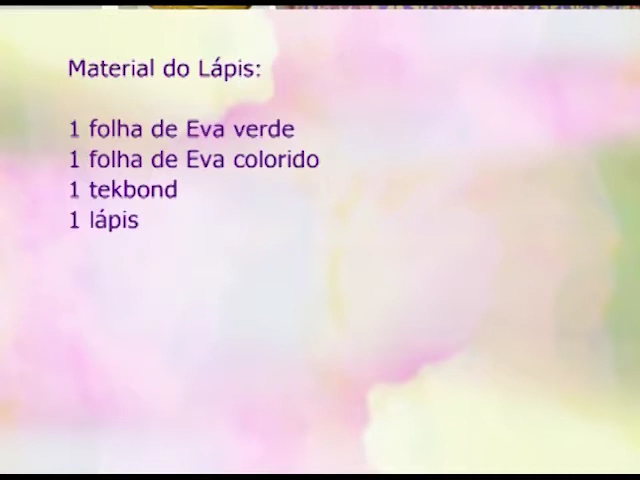 Material do Lápis:
1 folha de Eva verde
1 folha de Eva colorido
1 tekbond
1 lápis